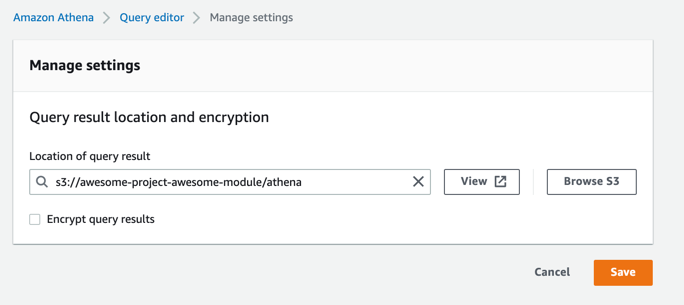 Amazon Athena > Query editor > Manage settings
Manage settings
Query result location and encryption
Location of query result
s3://awesome-project-awesome-module/athena
View
Browse S3
Encrypt query results
Cancel
Save